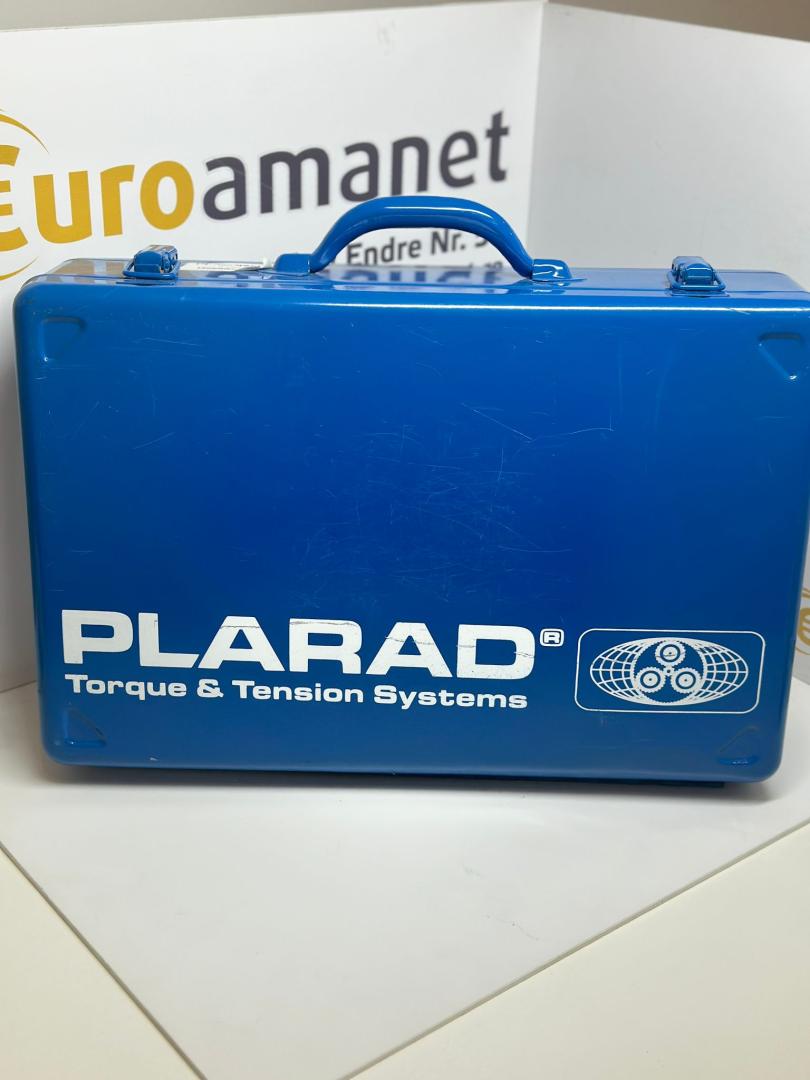 Euroamanet
Endre Nr.
PLARAD®
Torque & Tension Systems